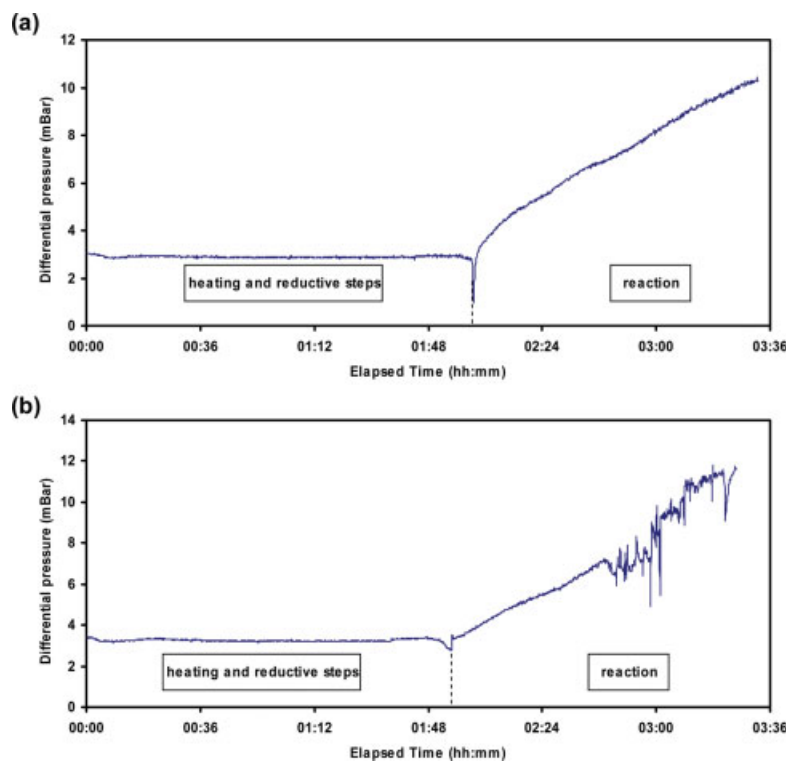 (a)
12
10
8
6
4
2
0
Differential pressure (mBar)
heating and reductive steps
reaction
00:00 00:36 01:12 01:48 02:24 03:00 03:36
Elapsed Time (hh:mm)
(b)
14
12
10
8
6
4
2
0
Differential pressure (mBar)
heating and reductive steps
reaction
00:00 00:36 01:12 01:48 02:24 03:00 03:36
Elapsed Time (hh:mm)